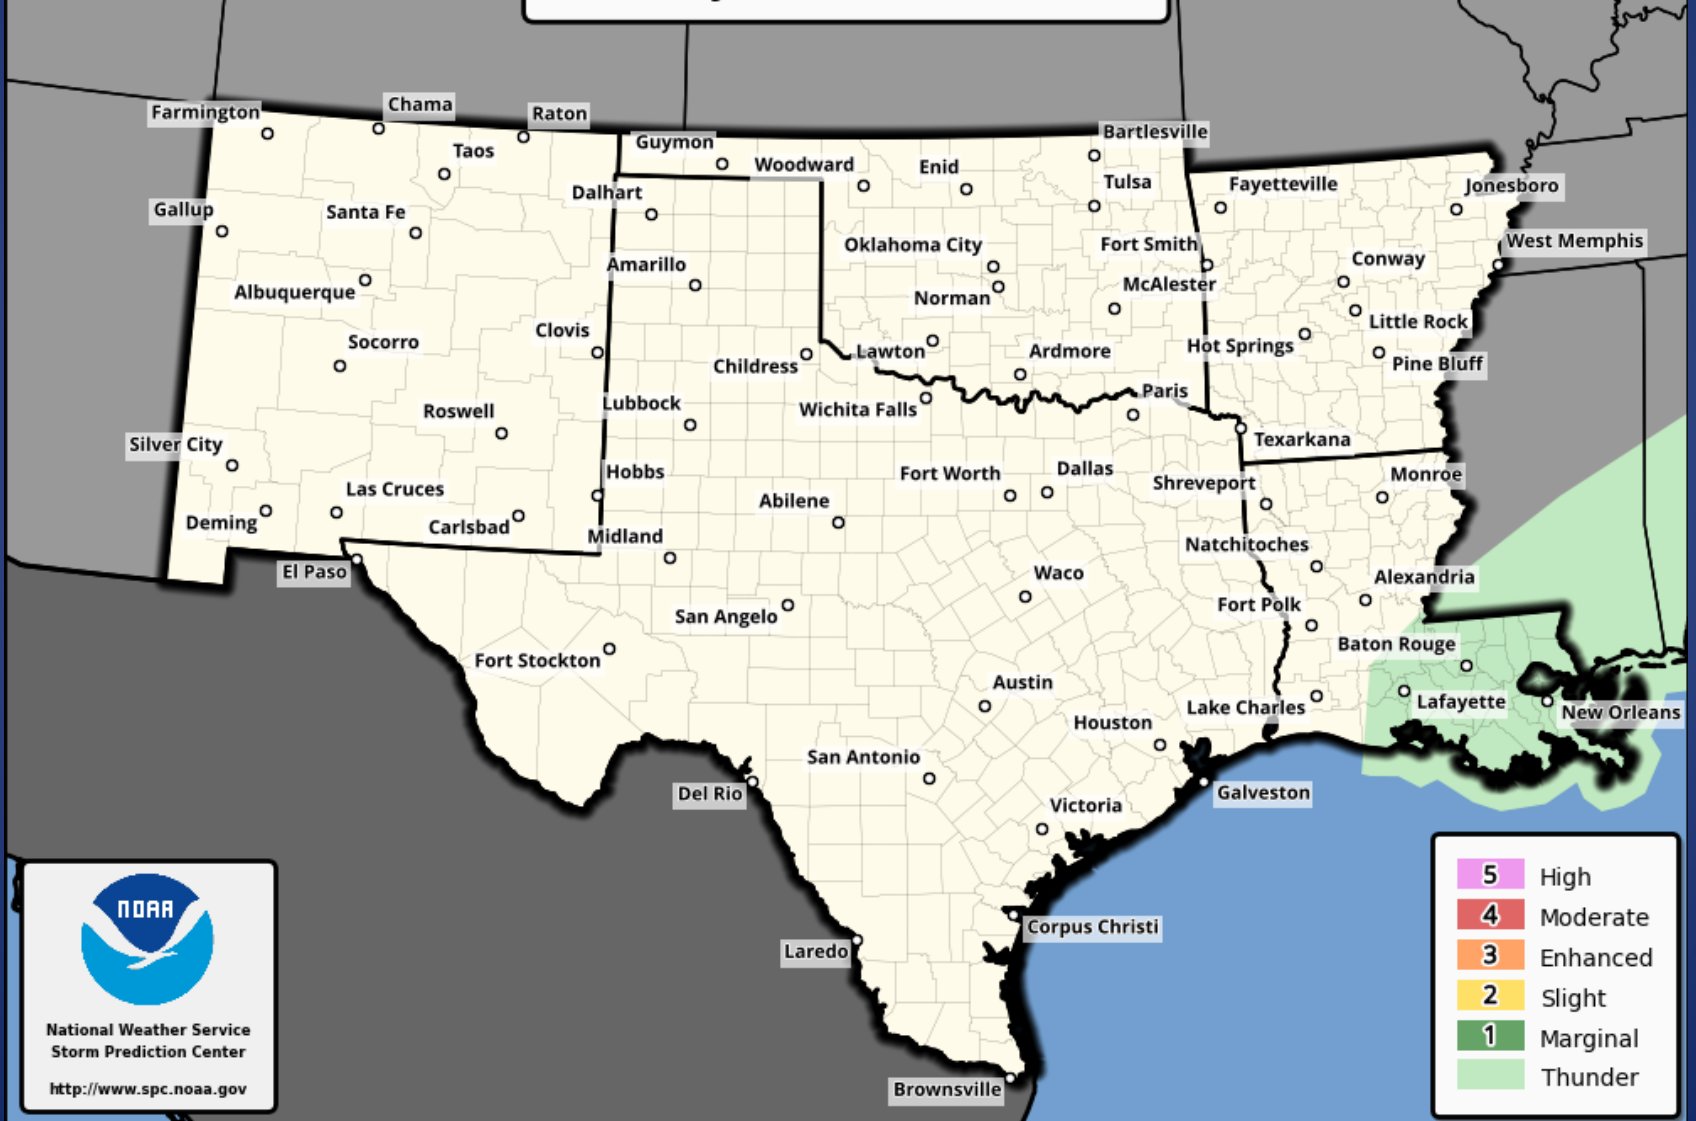 Farmington
Chama
Raton
Taos
Guymon
Woodward
Enid
Bartlesville
Tulsa
Fayetteville
Jonesboro
Gallup
Santa Fe
Dalhart
Oklahoma City
Fort Smith
West Memphis
Conway
Albuquerque
Amarillo
Norman
McAlester
Little Rock
Socorro
Clovis
Childress
Lawton
Ardmore
Hot Springs
Pine Bluff
Roswell
Lubbock
Wichita Falls
Paris
Texarkana
Silver City
Hobbs
Fort Worth
Dallas
Shreveport
Monroe
Las Cruces
Deming
Carlsbad
Midland
Abilene
Natchitoches
El Paso
Waco
Alexandria
San Angelo
Fort Polk
Fort Stockton
Baton Rouge
Austin
Lake Charles
Lafayette
New Orleans
Houston
San Antonio
Del Rio
Victoria
Galveston
Corpus Christi
Laredo
Brownsville
NOAA
National Weather Service
Storm Prediction Center
http://www.spc.noaa.gov
5 High
4 Moderate
3 Enhanced
2 Slight
1 Marginal
Thunder